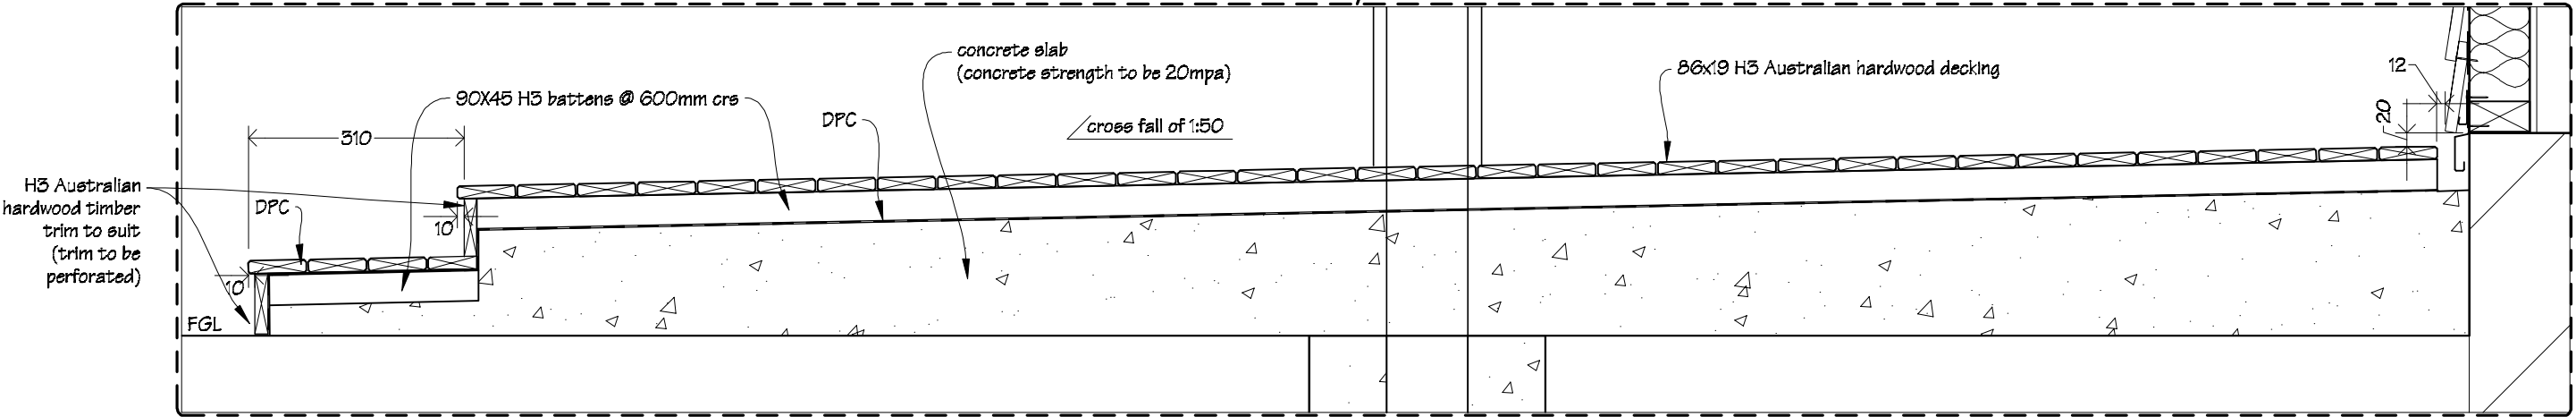 concrete slab
(concrete strength to be 20mpa)
86x19 H3 Australian hardwood decking
12
20
90X45 H3 battens @ 600mm crs
DPC
cross fall of 1:50
310
H3 Australian
hardwood timber
trim to suit
(trim to be
perforated)
DPC
10
10
FGL